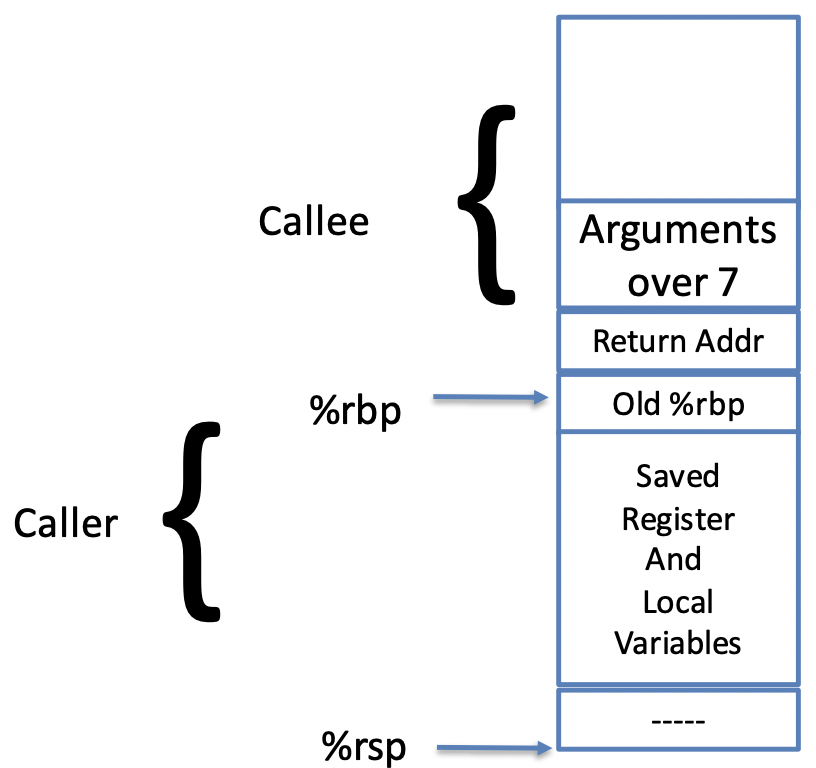 Callee
Arguments
over 7
Return Addr
%rbp
Old %rbp
Caller
Saved
Register
And
Local
Variables
-----
%rsp